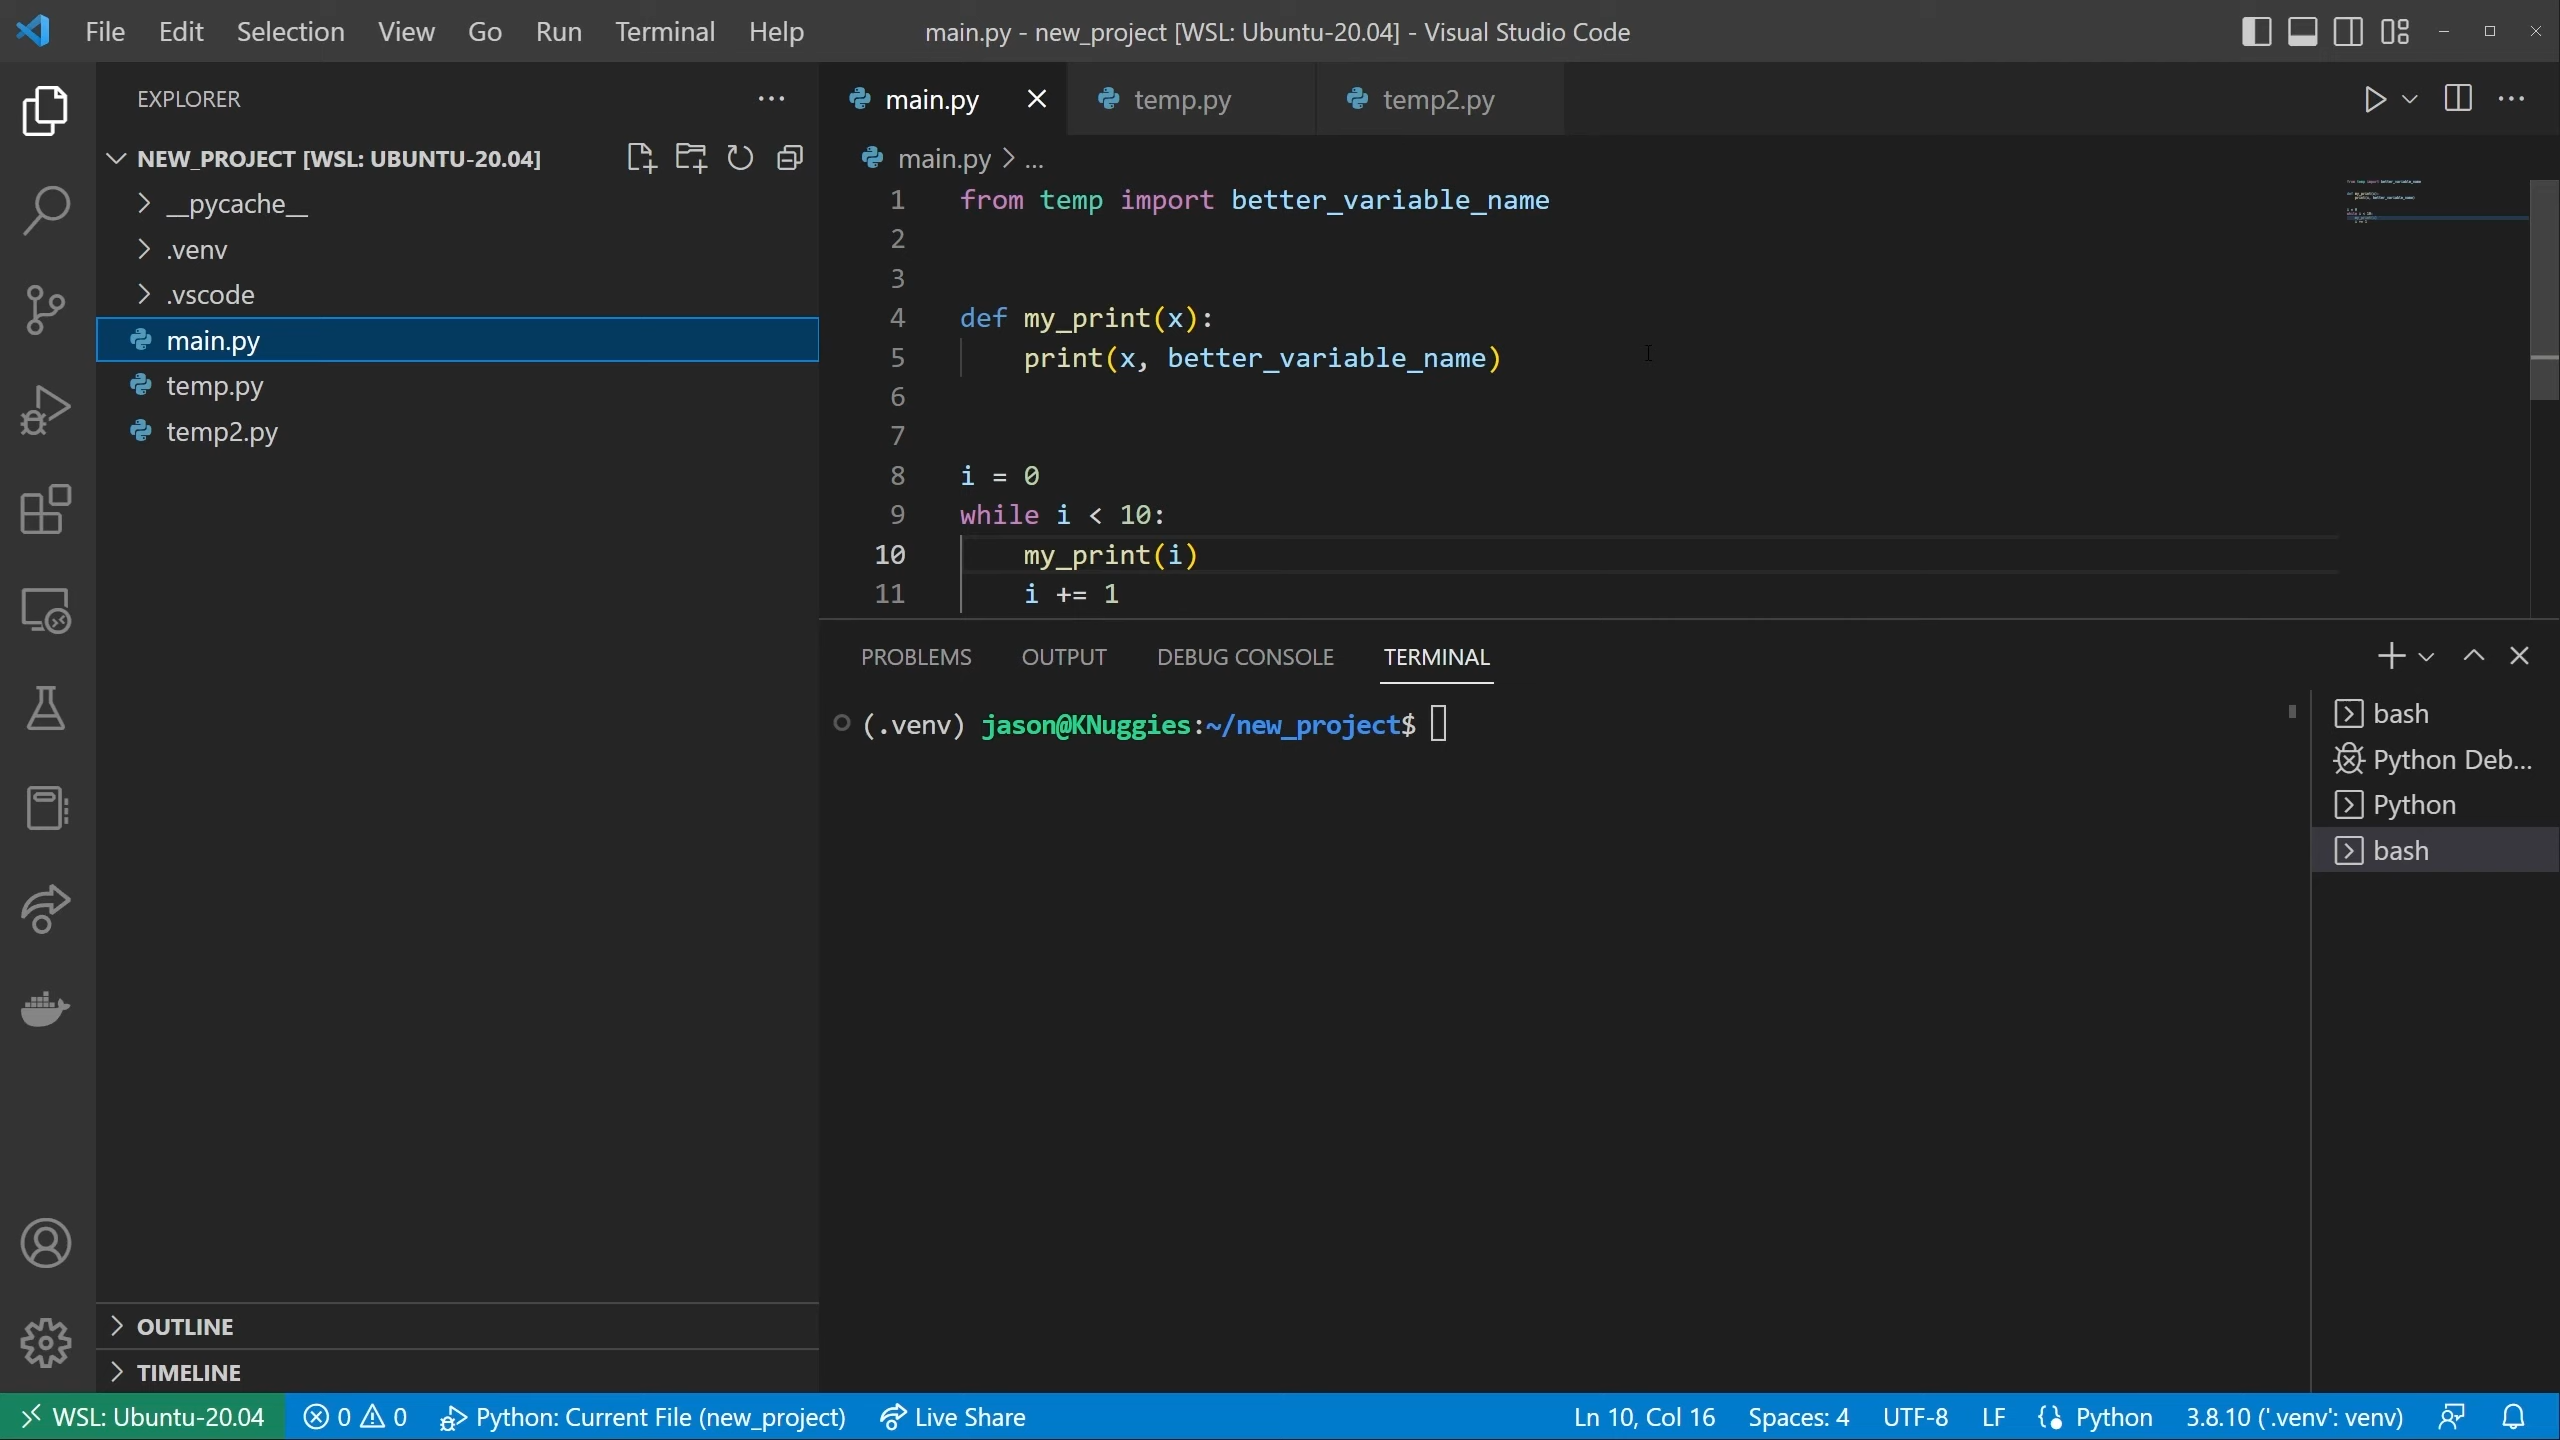 File Edit Selection View Go Run Terminal Help main.py - new_project [WSL: Ubuntu-20.04] - Visual Studio Code
EXPLORER
NEW_PROJECT [WSL: UBUNTU-20.04]
__pycache__
.venv
.vscode
main.py
temp.py
temp2.py
OUTLINE
TIMELINE
main.py temp.py temp2.py
main.py > ...
1 from temp import better_variable_name
2
3
4 def my_print(x):
5 print(x, better_variable_name)
6
7
8 i = 0
9 while i < 10:
10 my_print(i)
11 i += 1
PROBLEMS OUTPUT DEBUG CONSOLE TERMINAL
(.venv) jason@KNuggies:~/new_project$
bash
Python Deb...
Python
bash
WSL: Ubuntu-20.04 0 0 Python: Current File (new_project) Live Share Ln 10, Col 16 Spaces: 4 UTF-8 LF Python 3.8.10 ('.venv': venv)